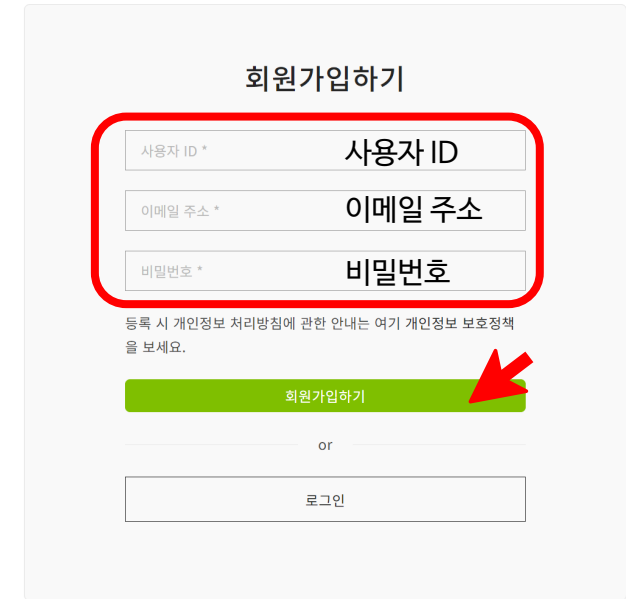 회원가입하기
사용자 ID * 사용자 ID
이메일 주소 * 이메일 주소
비밀번호 * 비밀번호
등록 시 개인정보 처리방침에 관한 안내는 여기 개인정보 보호정책
을 보세요.
회원가입하기
or
로그인